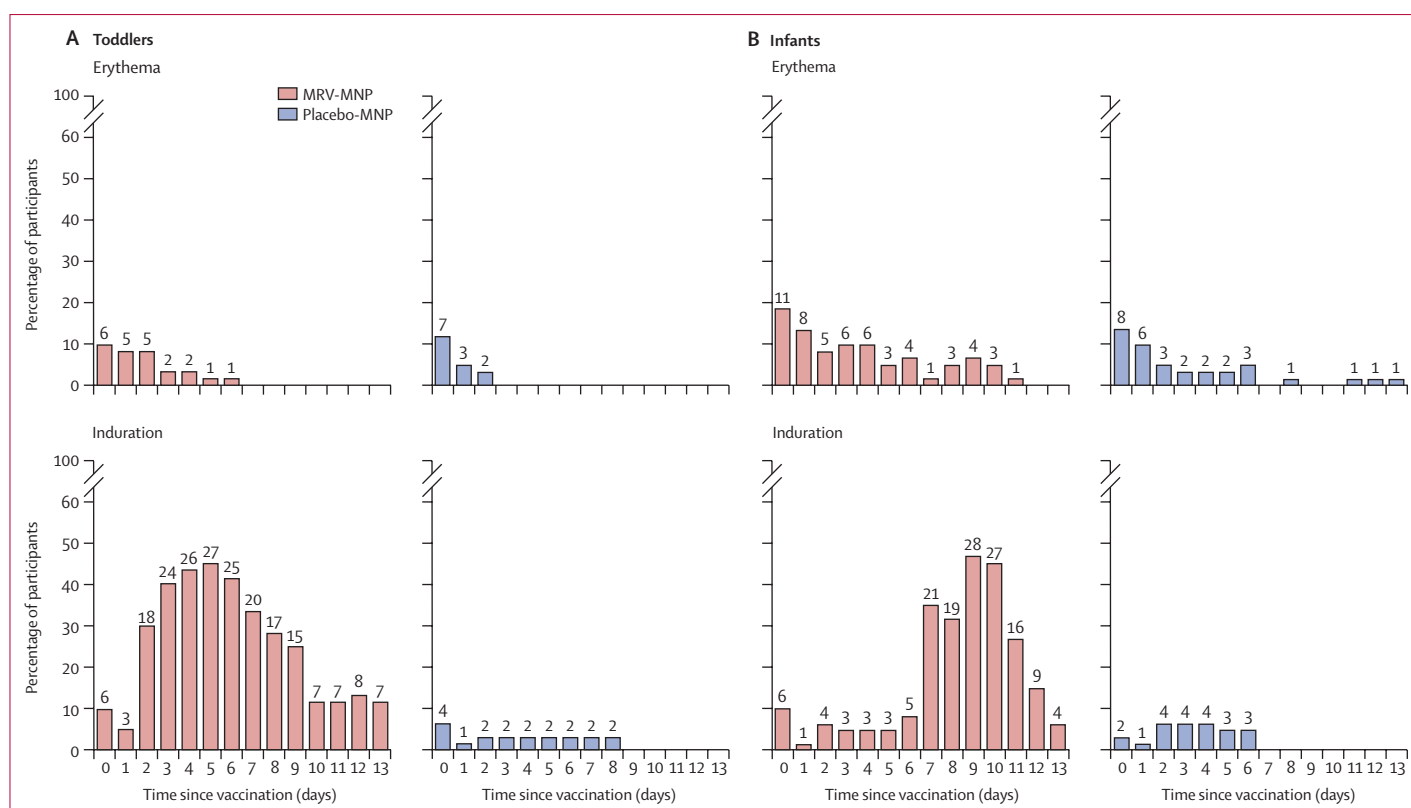 A Toddlers
Erythema
MRV-MNP
Placebo-MNP
Percentage of participants
100
60
50
40
30
20
10
0
6 5 5 2 2 1 1
7 3 2
B Infants
Erythema
11 8 5 6 6 3 4 1 3 4 3 1
8 6 3 2 2 2 3 1 1 1 1
Induration
Percentage of participants
100
60
50
40
30
20
10
0
6 3 18 24 26 27 25 20 17 15 7 7 8 7
0 1 2 3 4 5 6 7 8 9 10 11 12 13
Time since vaccination (days)
4 1 2 2 2 2 2 2 2
0 1 2 3 4 5 6 7 8 9 10 11 12 13
Time since vaccination (days)
Induration
6 1 4 3 3 3 5 21 19 28 27 16 9 4
0 1 2 3 4 5 6 7 8 9 10 11 12 13
Time since vaccination (days)
2 1 4 4 4 3 3
0 1 2 3 4 5 6 7 8 9 10 11 12 13
Time since vaccination (days)